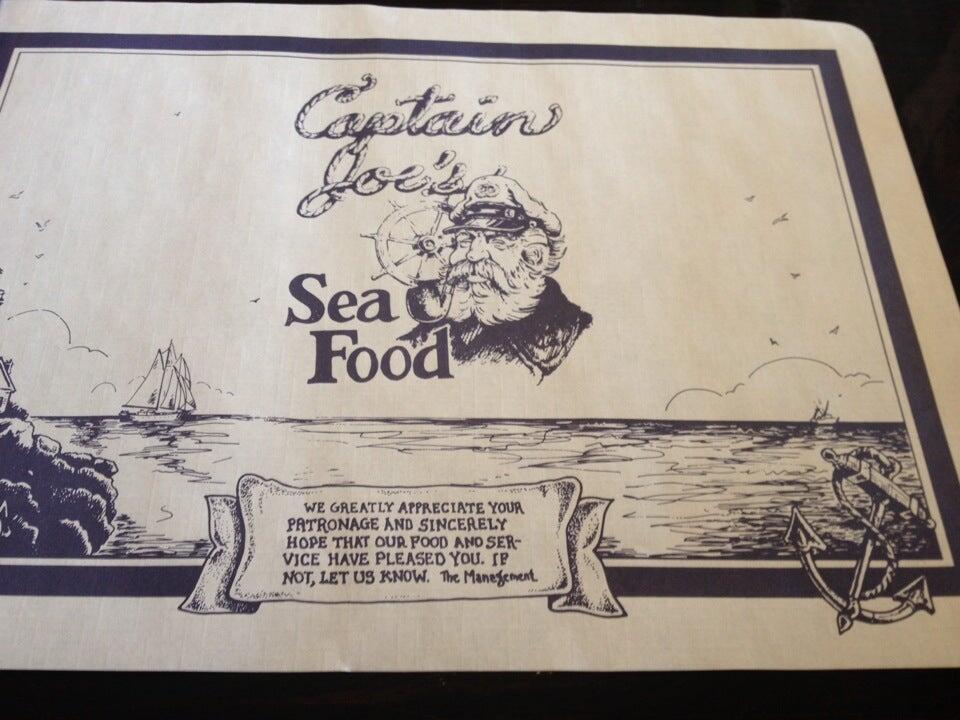 Captain
Joe's
Sea
Food
WE GREATLY APPRECIATE YOUR
PATRONAGE AND SINCERELY
HOPE THAT OUR FOOD AND SER-
VICE HAVE PLEASED YOU. IF
NOT, LET US KNOW. The Management